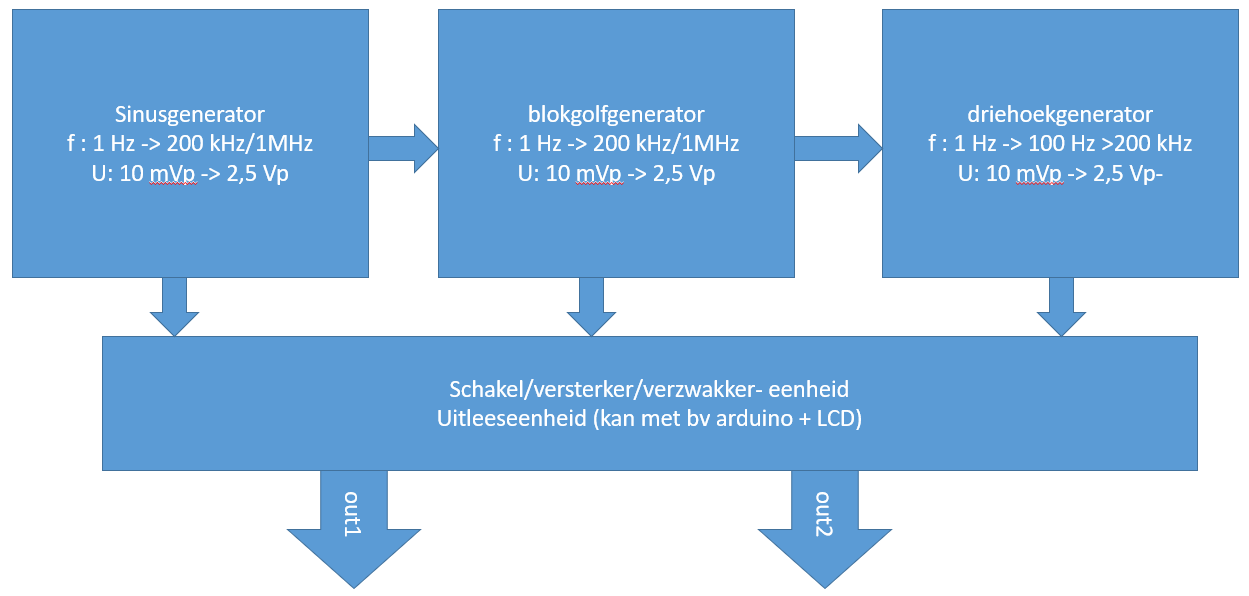 Sinusgenerator
f : 1 Hz -> 200 kHz/1MHz
U: 10 mVp -> 2,5 Vp
blokgolfgenerator
f : 1 Hz -> 200 kHz/1MHz
U: 10 mVp -> 2,5 Vp
driehoekgenerator
f : 1 Hz -> 100 Hz >200 kHz
U: 10 mVp -> 2,5 Vp-
Schakel/versterker/verzwakker- eenheid
Uitleeseenheid (kan met bv arduino + LCD)
out1
out2